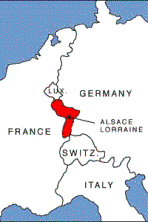 LUX.
GERMANY
ALSACE
LORRAINE
FRANCE
SWITZ.
ITALY